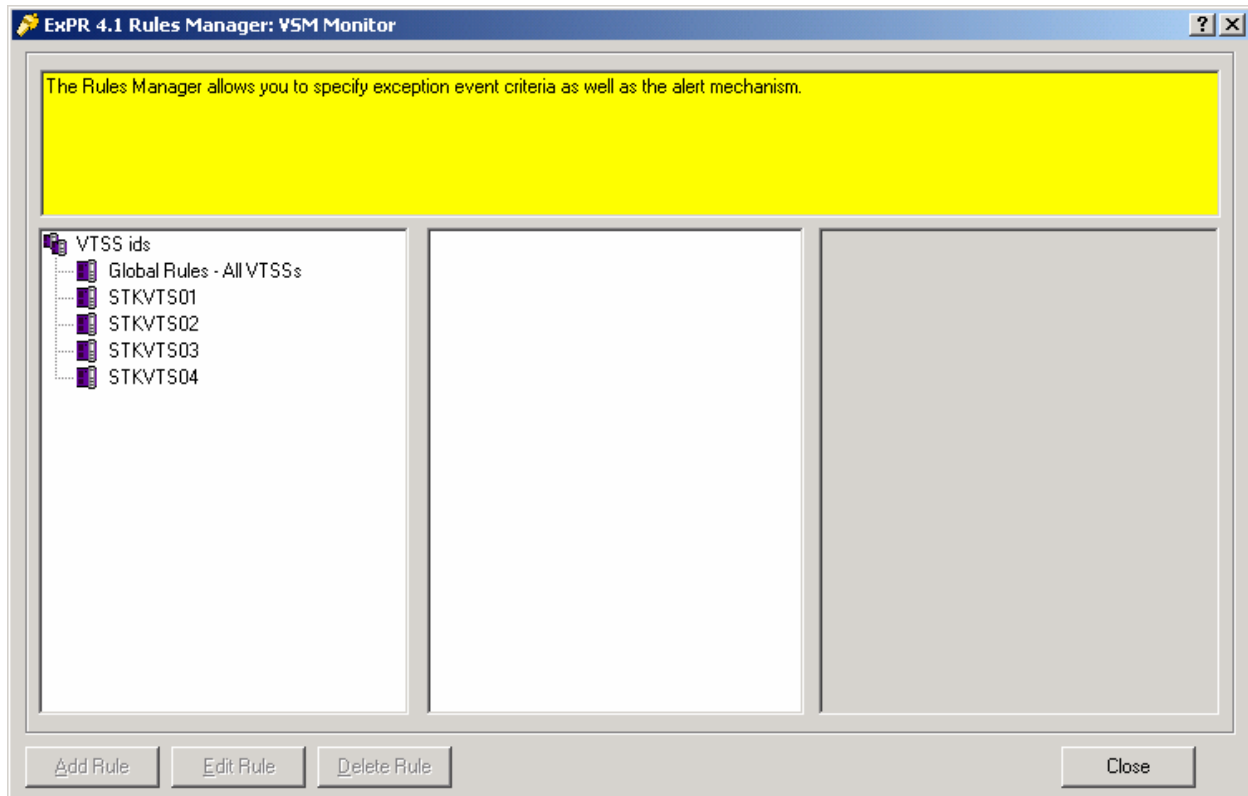 ExPR 4.1 Rules Manager: VSM Monitor
The Rules Manager allows you to specify exception event criteria as well as the alert mechanism.
VTSS ids
Global Rules - All VTSSs
STKVTS01
STKVTS02
STKVTS03
STKVTS04
Add Rule Edit Rule Delete Rule Close